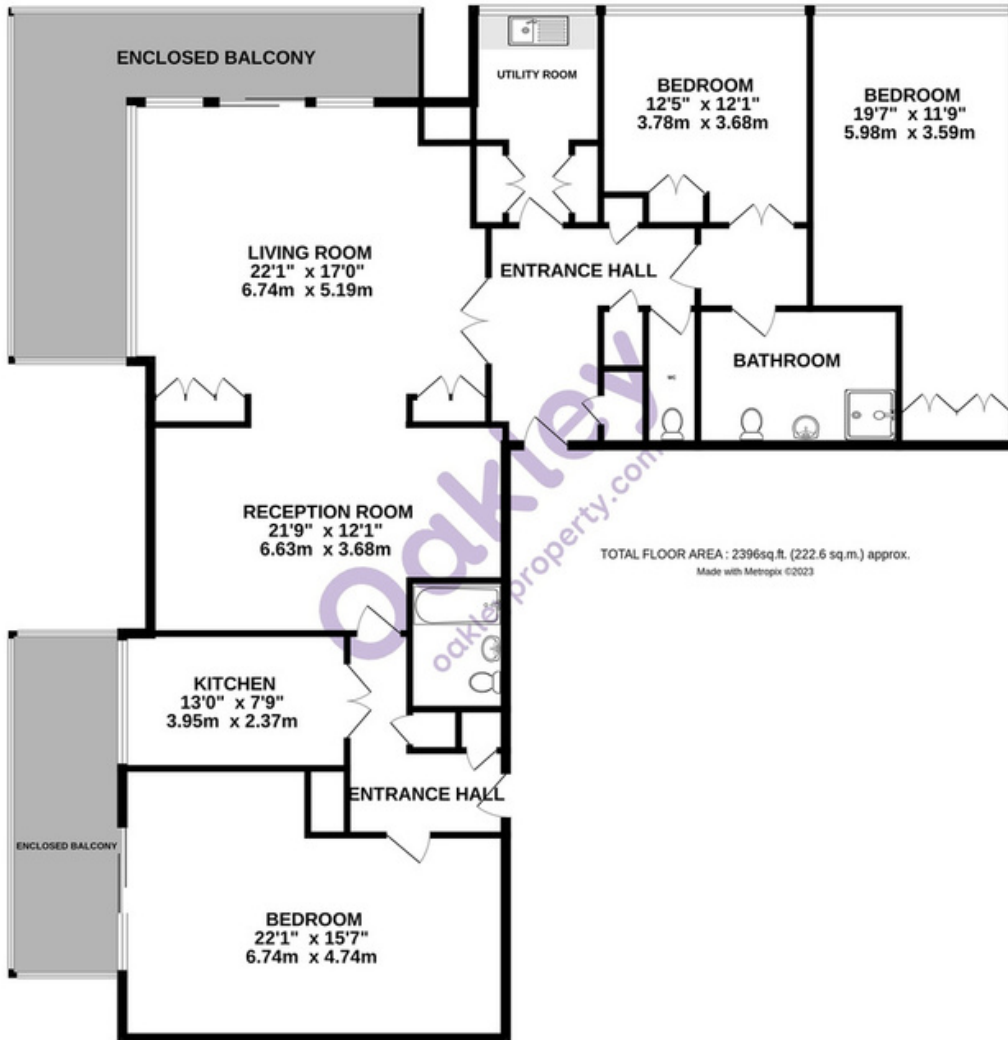 ENCLOSED BALCONY
UTILITY ROOM
BEDROOM
12'5" x 12'1"
3.78m x 3.68m
BEDROOM
19'7" x 11'9"
5.98m x 3.59m
LIVING ROOM
22'1" x 17'0"
6.74m x 5.19m
ENTRANCE HALL
BATHROOM
WC
RECEPTION ROOM
21'9" x 12'1"
6.63m x 3.68m
Oakley
oakleyproperty.com
TOTAL FLOOR AREA : 2396sq.ft. (222.6 sq.m.) approx.
Made with Metropix ©2023
KITCHEN
13'0" x 7'9"
3.95m x 2.37m
ENTRANCE HALL
ENCLOSED BALCONY
BEDROOM
22'1" x 15'7"
6.74m x 4.74m